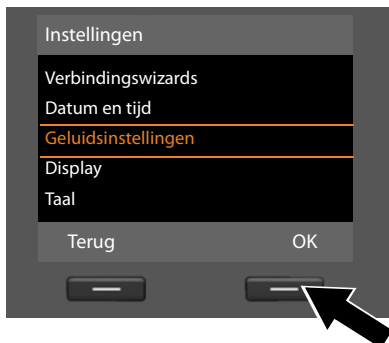 Instellingen
Verbindingswizards
Datum en tijd
Geluidsinstellingen
Display
Taal
Terug OK